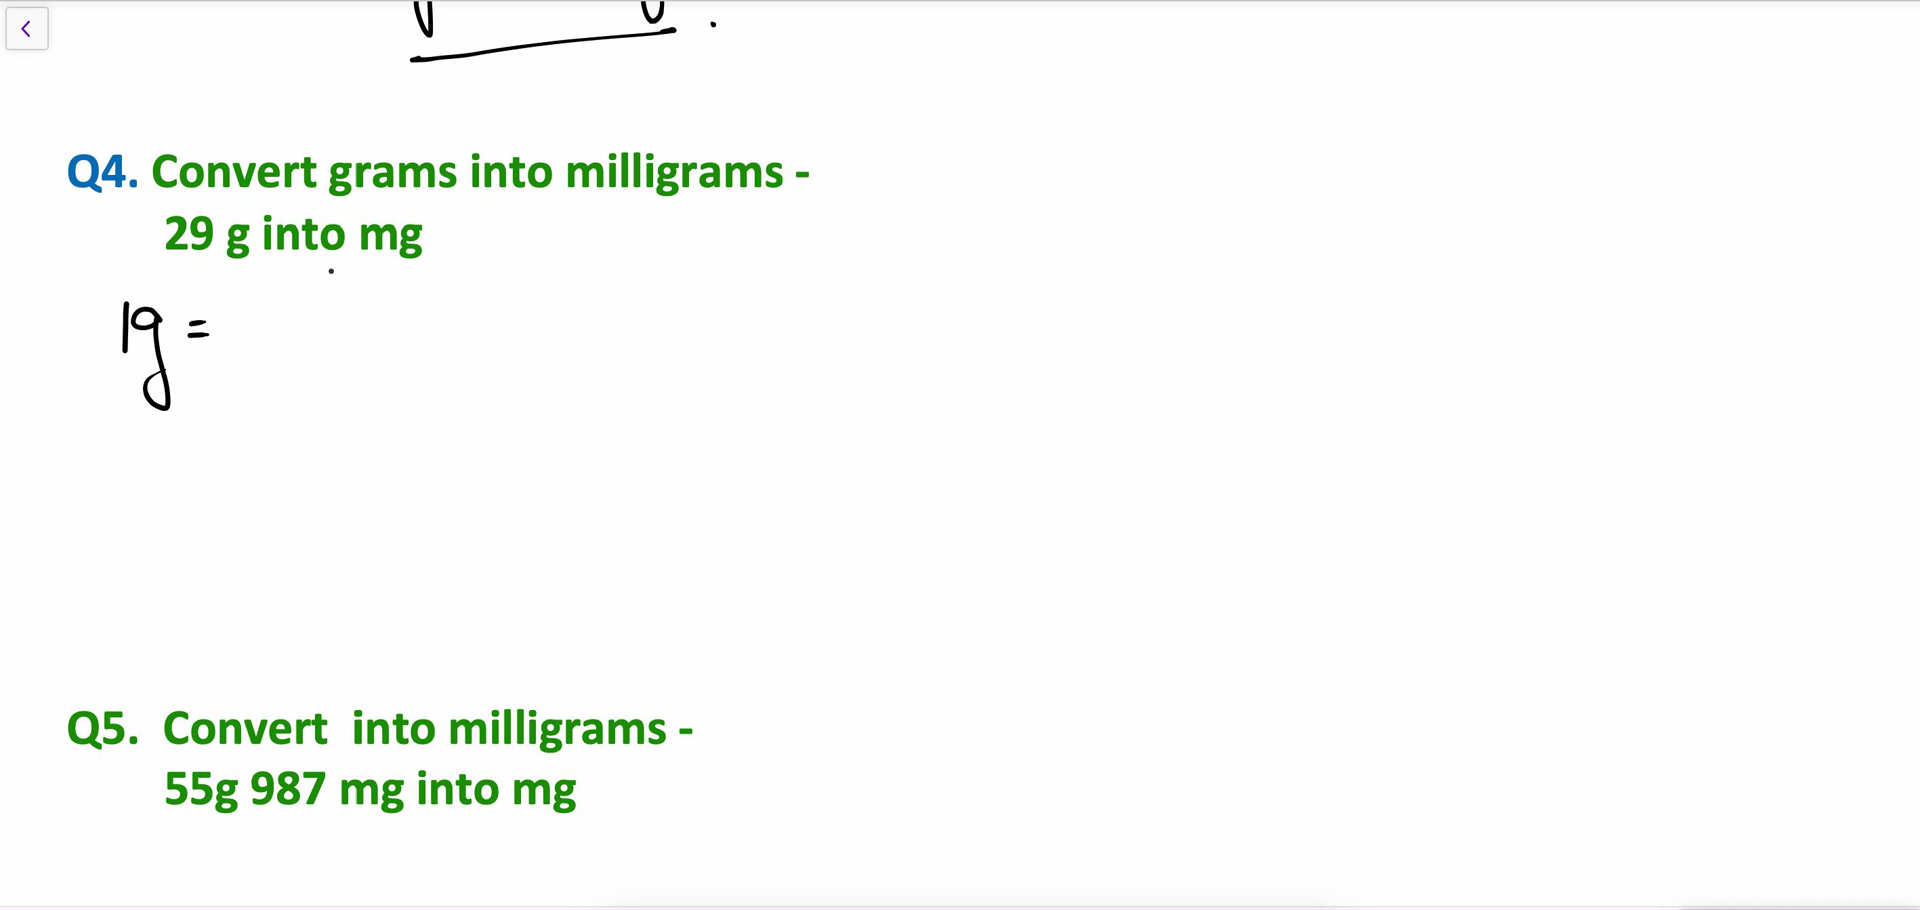 Q4. Convert grams into milligrams -
29 g into mg
1g =
Q5. Convert into milligrams -
55g 987 mg into mg